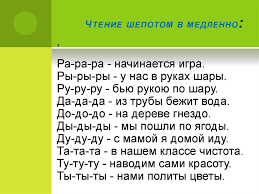 ЧТЕНИЕ ШЕПОТОМ В МЕДЛЕННО:
,
Ра-ра-ра - начинается игра.
Ры-ры-ры - у нас в руках шары.
Ру-ру-ру - бью рукою по шару.
Да-да-да - из трубы бежит вода.
До-до-до - на дереве гнездо.
Ды-ды-ды - мы пошли по ягоды.
Ду-ду-ду - с мамой я домой иду.
Та-та-та - в нашем классе чистота.
Ту-ту-ту - наводим сами красоту.
Ты-ты-ты - нами политы цветы.